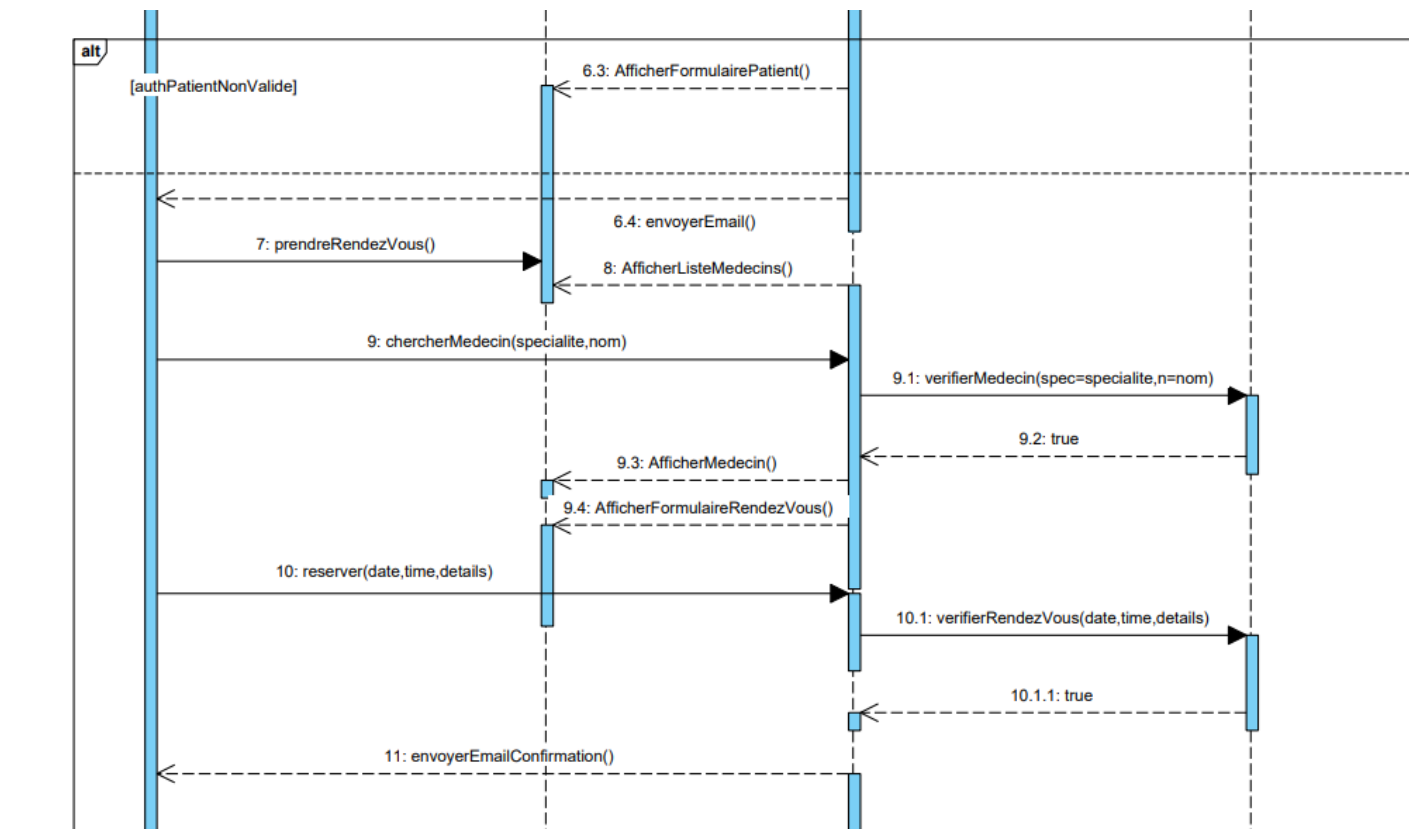 alt
[authPatientNonValide]
6.3: AfficherFormulairePatient()
6.4: envoyerEmail()
7: prendreRendezVous()
8: AfficherListeMedecins()
9: chercherMedecin(specialite,nom)
9.1: verifierMedecin(spec=specialite,n=nom)
9.2: true
9.3: AfficherMedecin()
9.4: AfficherFormulaireRendezVous()
10: reserver(date,time,details)
10.1: verifierRendezVous(date,time,details)
10.1.1: true
11: envoyerEmailConfirmation()